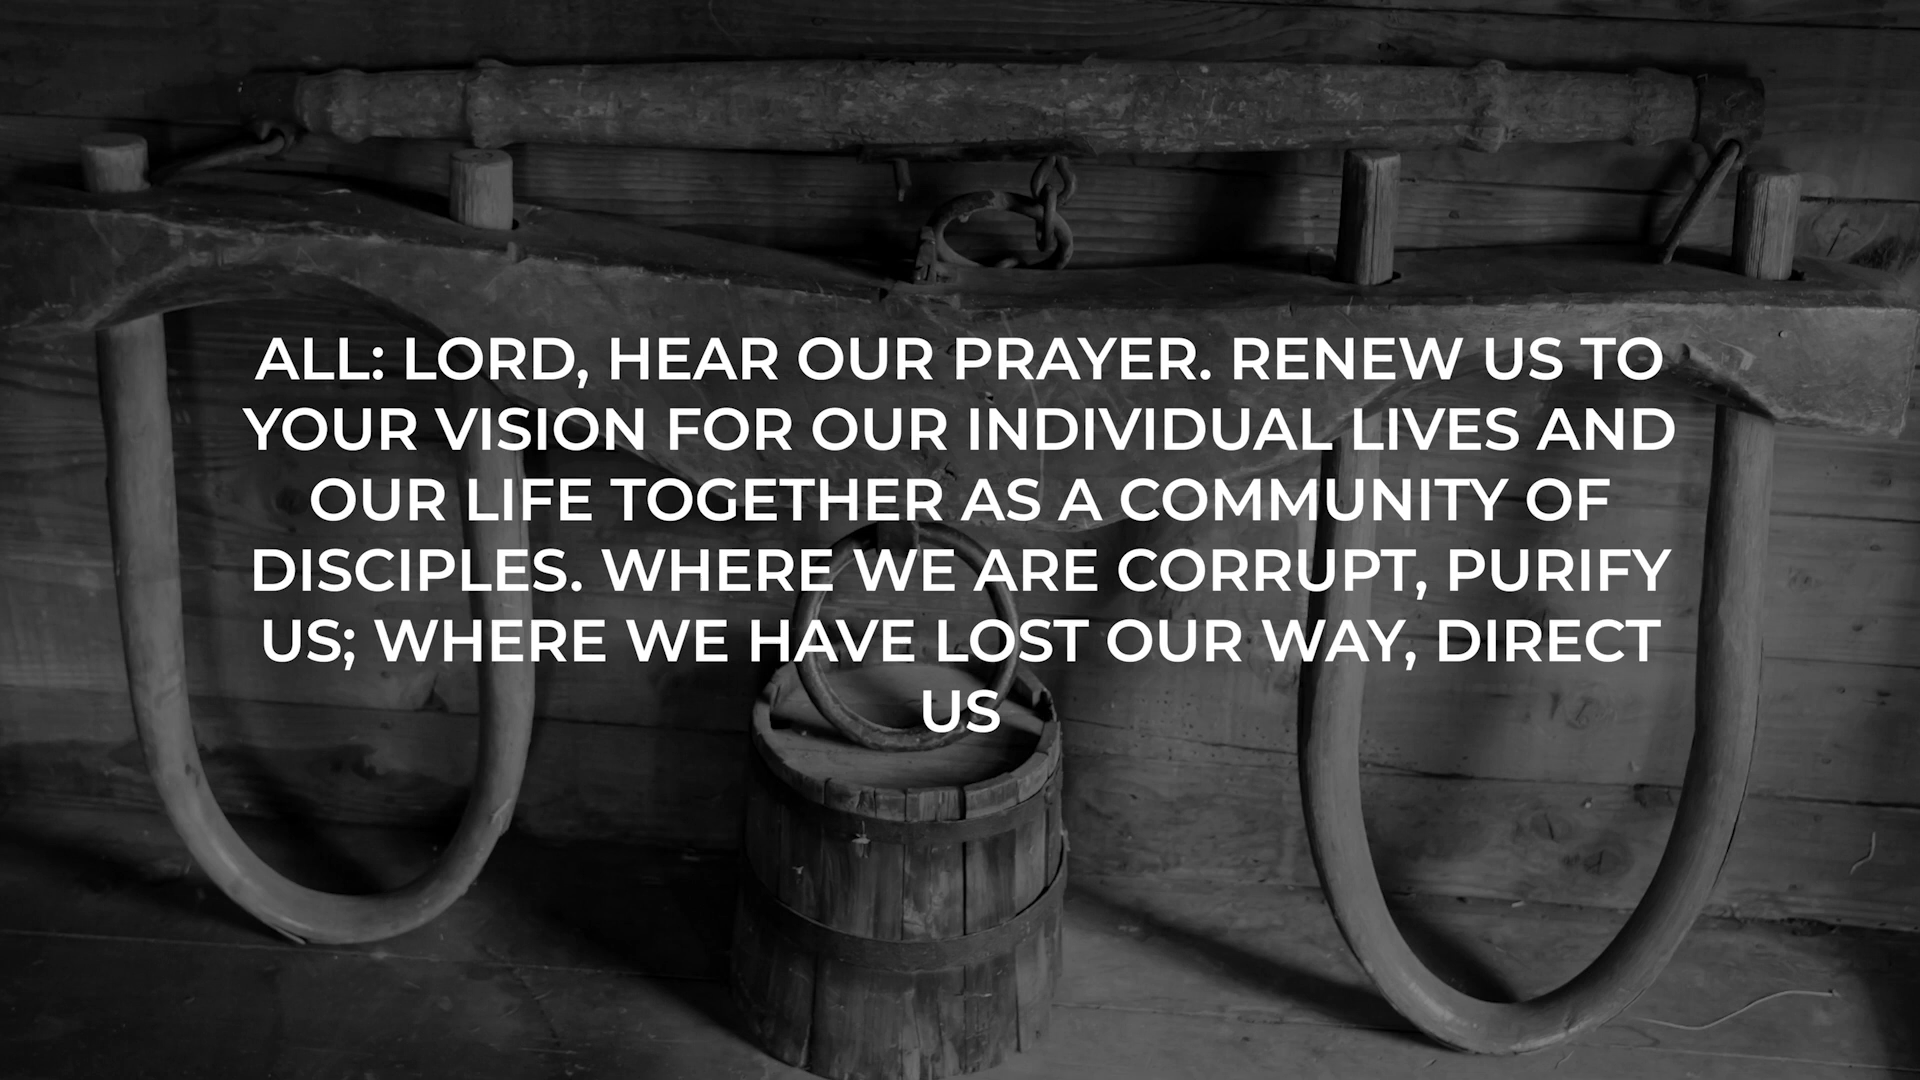 ALL: LORD, HEAR OUR PRAYER. RENEW US TO
YOUR VISION FOR OUR INDIVIDUAL LIVES AND
OUR LIFE TOGETHER AS A COMMUNITY OF
DISCIPLES. WHERE WE ARE CORRUPT, PURIFY
US; WHERE WE HAVE LOST OUR WAY, DIRECT
US